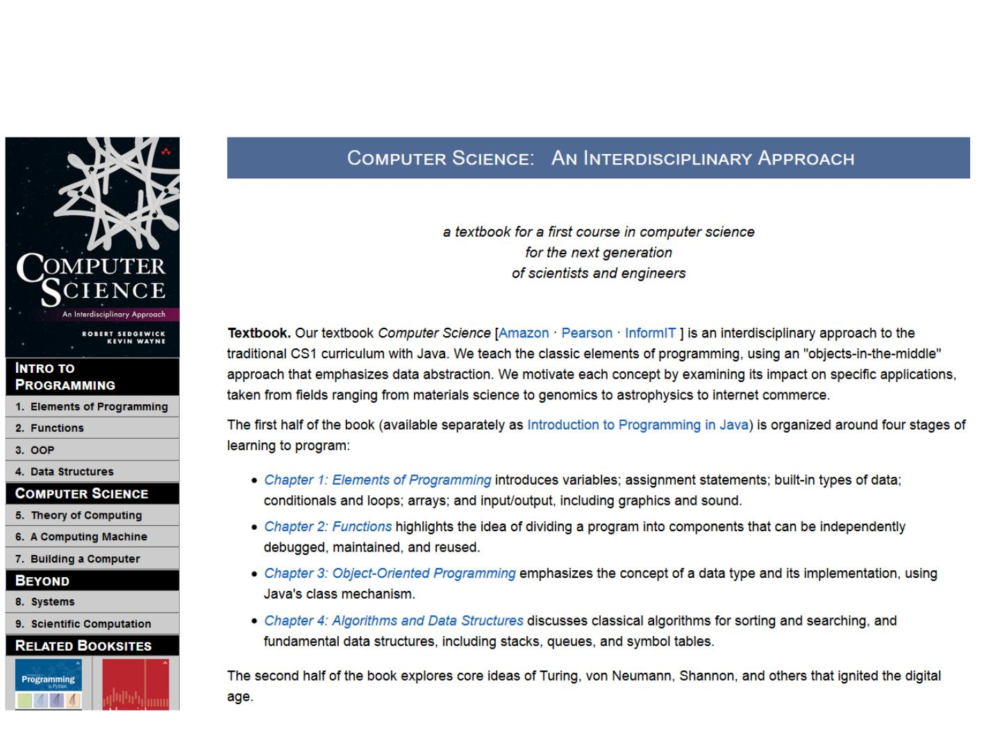 COMPUTER
SCIENCE
An Interdisciplinary Approach
ROBERT SEDGEWICK
KEVIN WAYNE
INTRO TO
PROGRAMMING
1. Elements of Programming
2. Functions
3. OOP
4. Data Structures
COMPUTER SCIENCE
5. Theory of Computing
6. A Computing Machine
7. Building a Computer
BEYOND
8. Systems
9. Scientific Computation
RELATED BOOKSITES
Programming
in Python
COMPUTER SCIENCE: AN INTERDISCIPLINARY APPROACH
a textbook for a first course in computer science
for the next generation
of scientists and engineers
Textbook. Our textbook Computer Science [Amazon · Pearson · InformIT ] is an interdisciplinary approach to the
traditional CS1 curriculum with Java. We teach the classic elements of programming, using an "objects-in-the-middle"
approach that emphasizes data abstraction. We motivate each concept by examining its impact on specific applications,
taken from fields ranging from materials science to genomics to astrophysics to internet commerce.
The first half of the book (available separately as Introduction to Programming in Java) is organized around four stages of
learning to program:
• Chapter 1: Elements of Programming introduces variables; assignment statements; built-in types of data;
conditionals and loops; arrays; and input/output, including graphics and sound.
• Chapter 2: Functions highlights the idea of dividing a program into components that can be independently
debugged, maintained, and reused.
• Chapter 3: Object-Oriented Programming emphasizes the concept of a data type and its implementation, using
Java's class mechanism.
• Chapter 4: Algorithms and Data Structures discusses classical algorithms for sorting and searching, and
fundamental data structures, including stacks, queues, and symbol tables.
The second half of the book explores core ideas of Turing, von Neumann, Shannon, and others that ignited the digital
age.